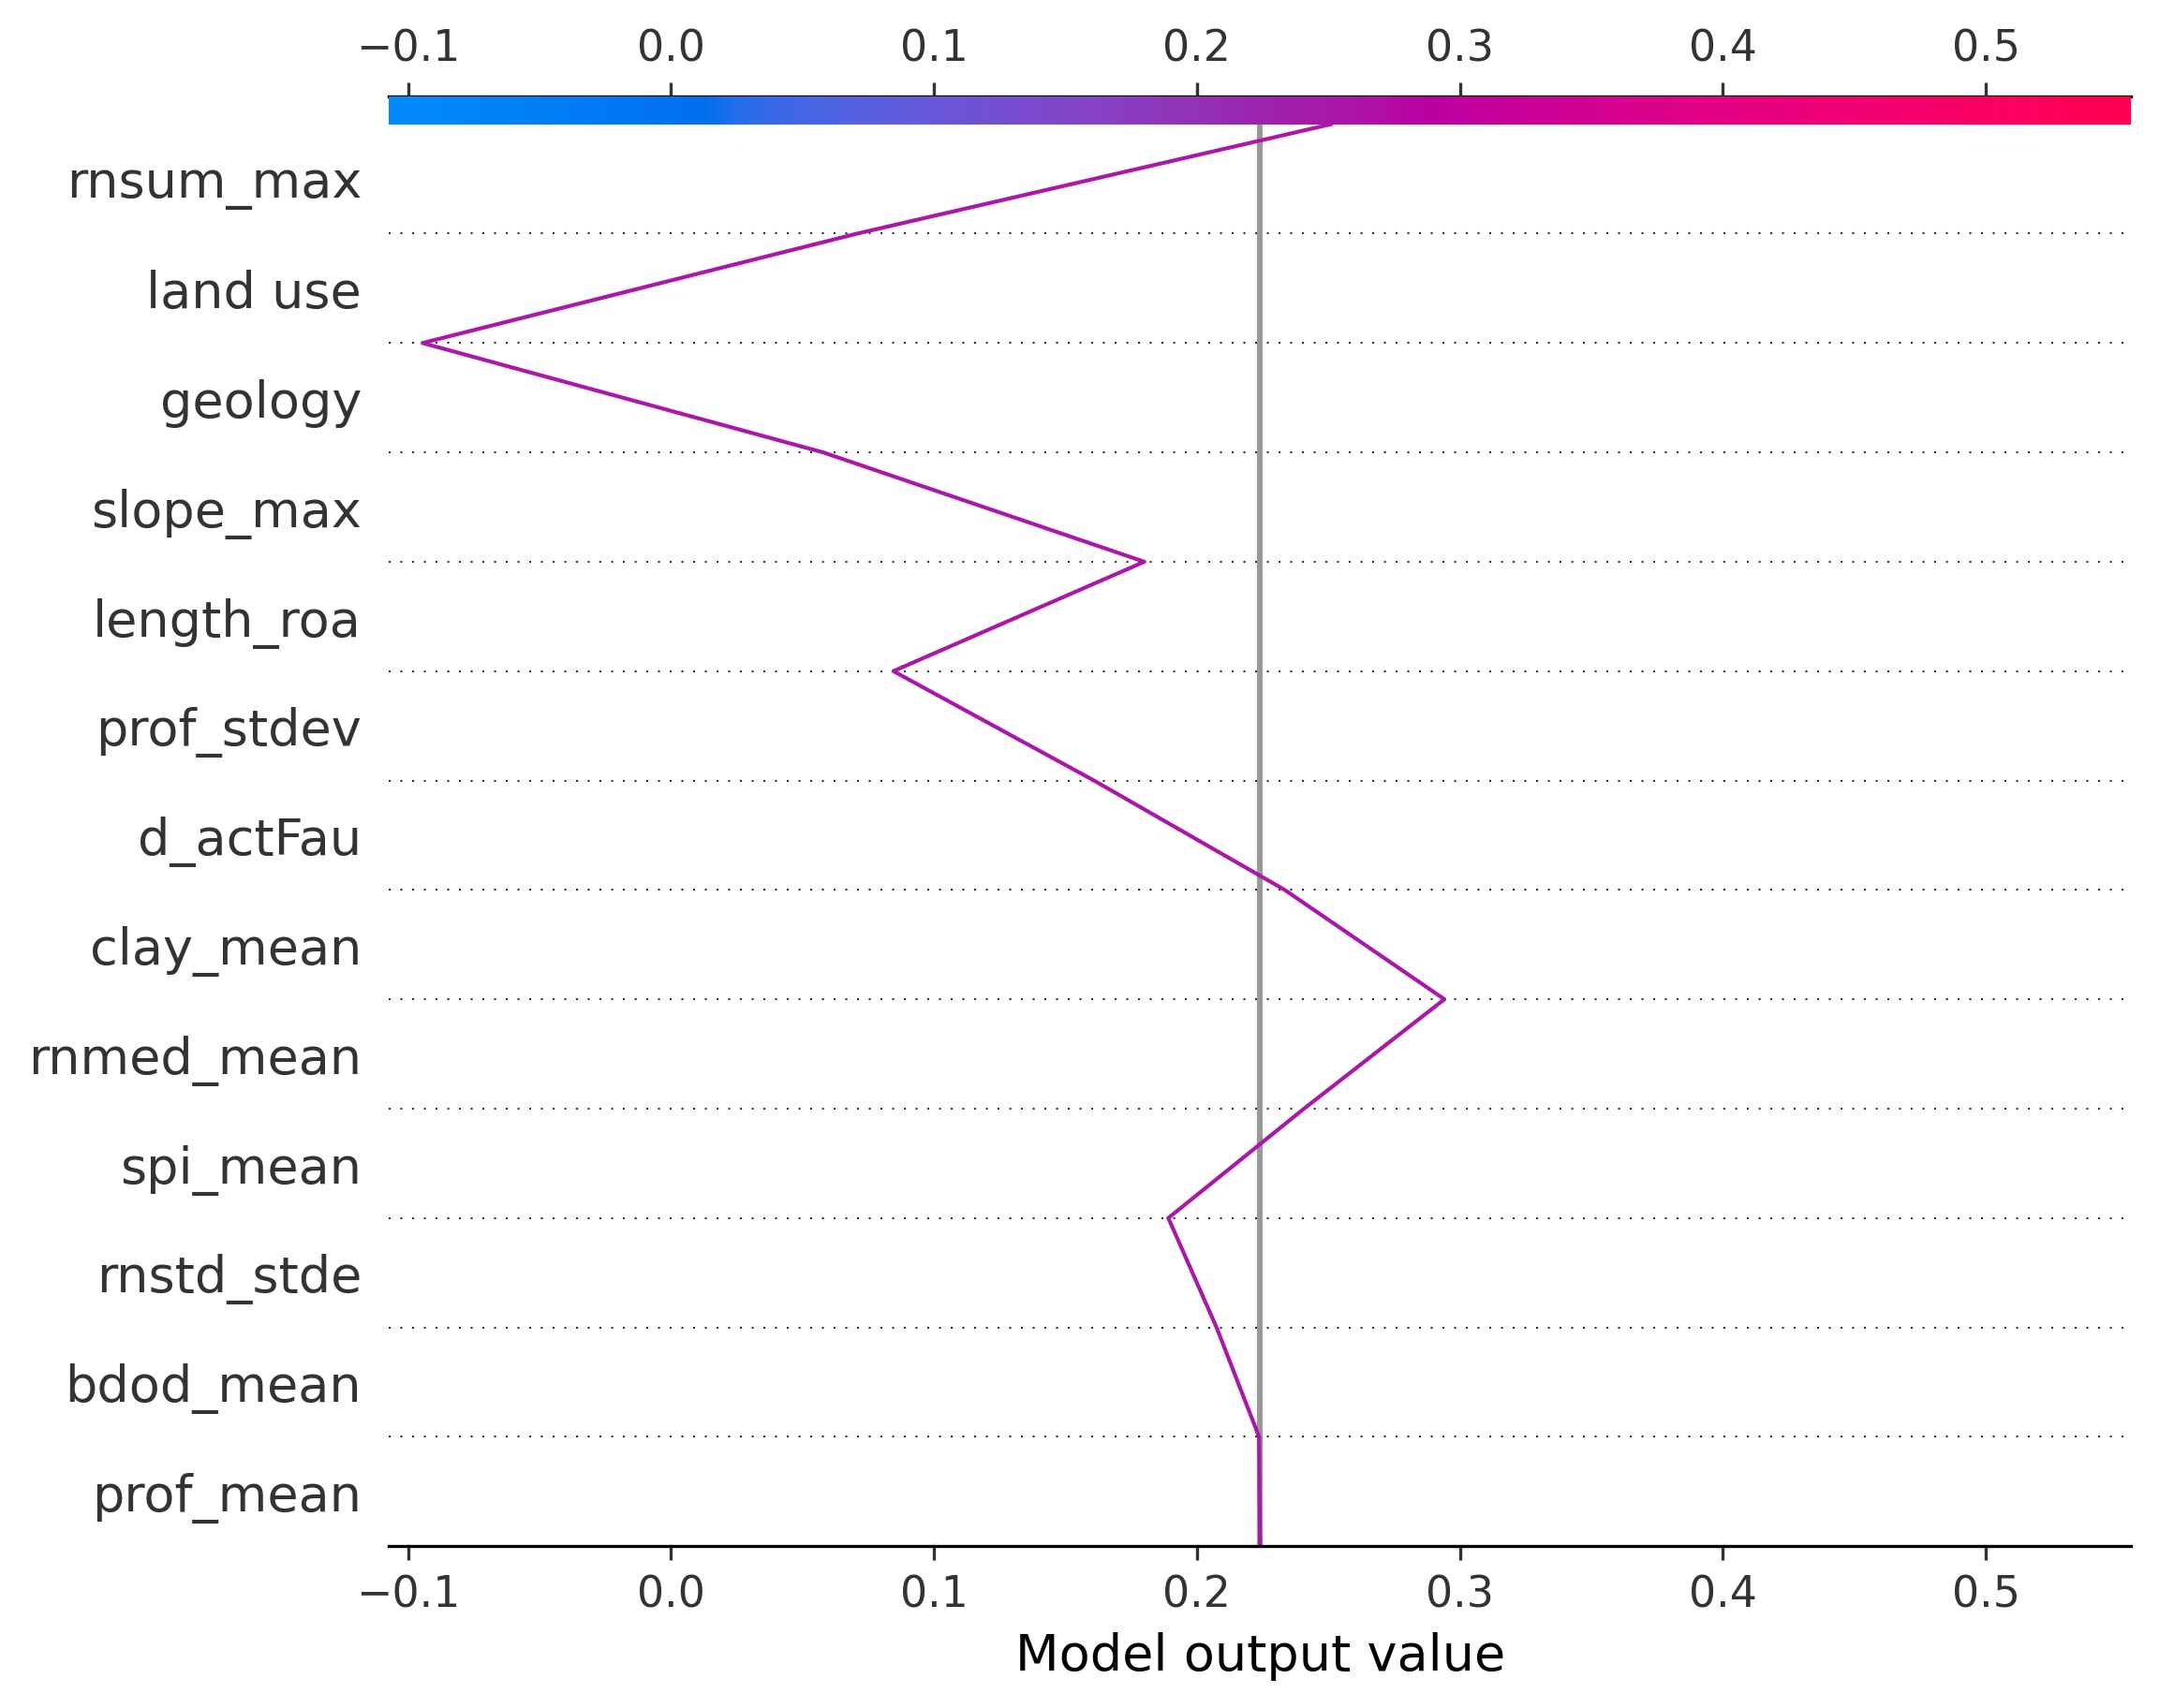 −0.1 0.0 0.1 0.2 0.3 0.4 0.5
rnsum_max
land use
geology
slope_max
length_roa
prof_stdev
d_actFau
clay_mean
rnmed_mean
spi_mean
rnstd_stde
bdod_mean
prof_mean
−0.1 0.0 0.1 0.2 0.3 0.4 0.5
Model output value